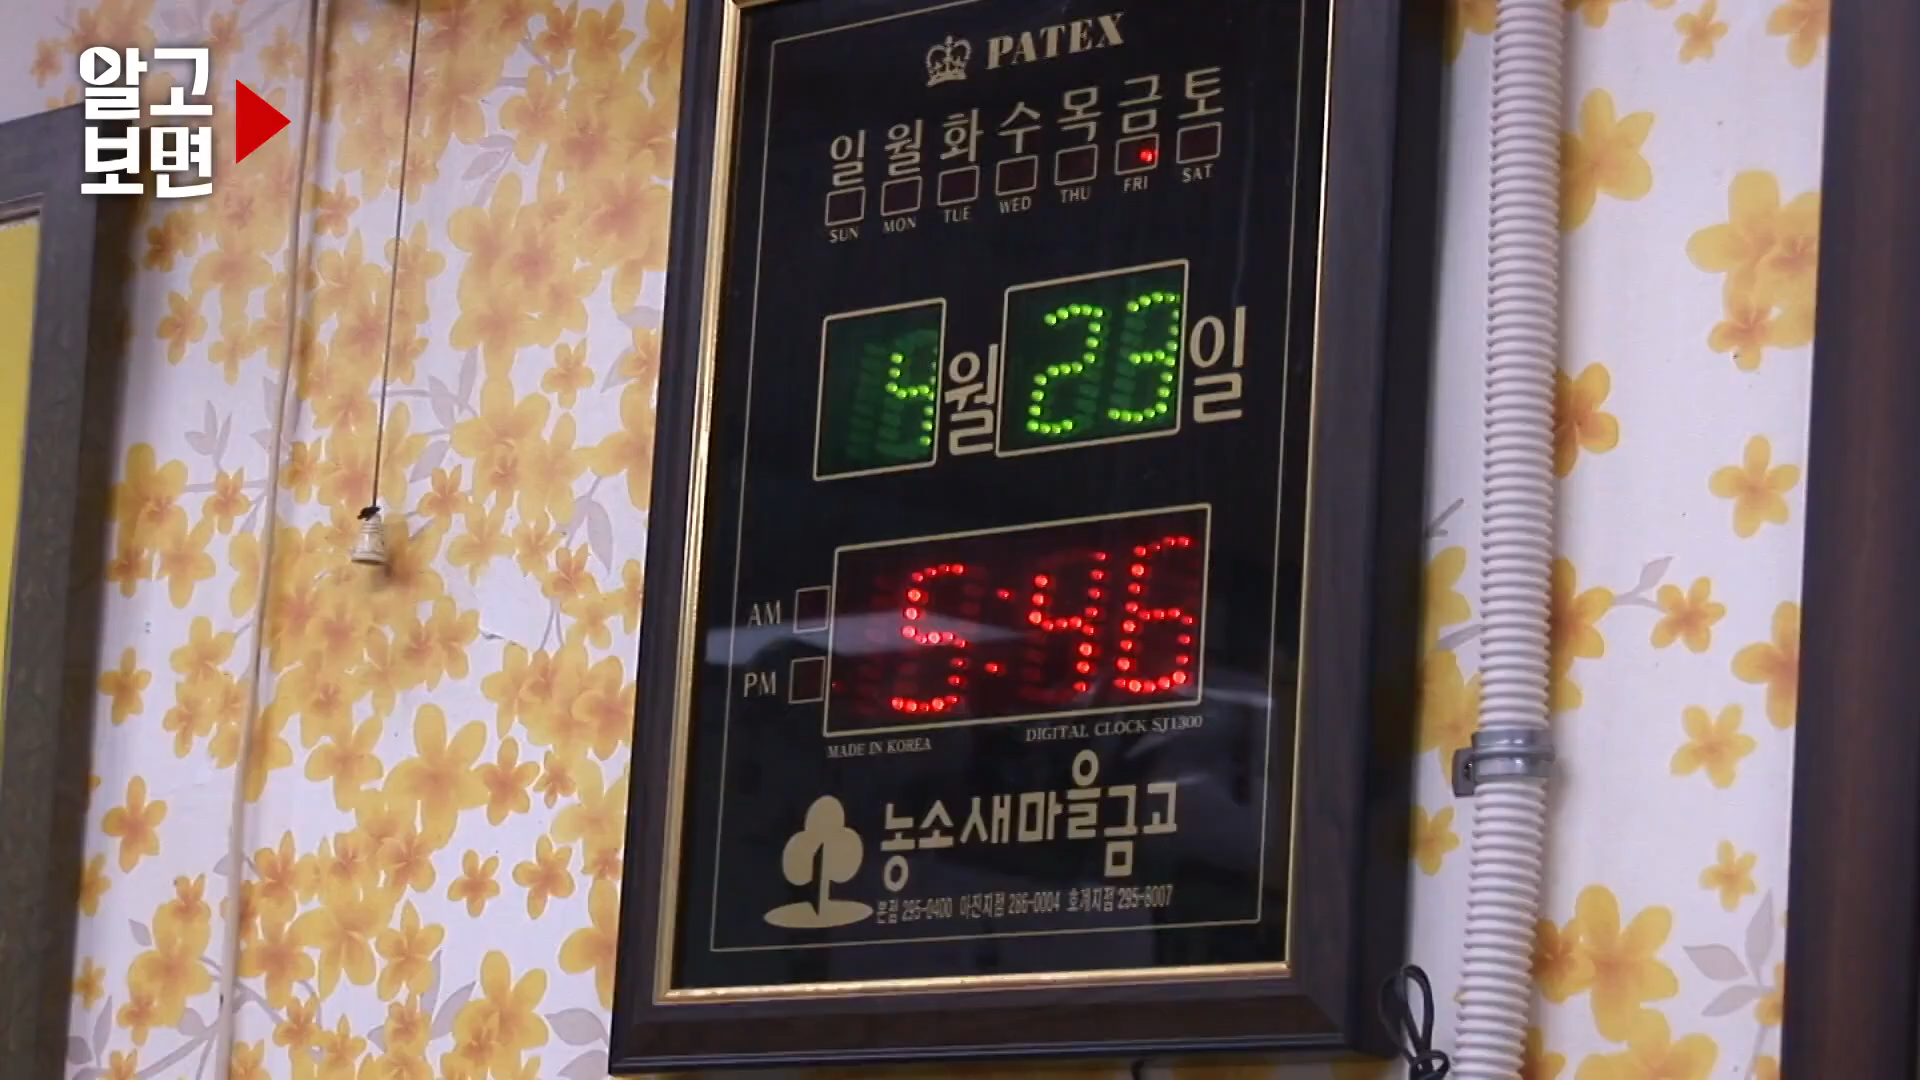 알고
보면
PATEX
일 월 화 수 목 금 토
SUN MON TUE WED THU FRI SAT
4월 23일
AM
5:46
PM
MADE IN KOREA
DIGITAL CLOCK SJ1300
농소새마을금고
본점 295-0400 아진지점 286-0004 호계지점 295-8007